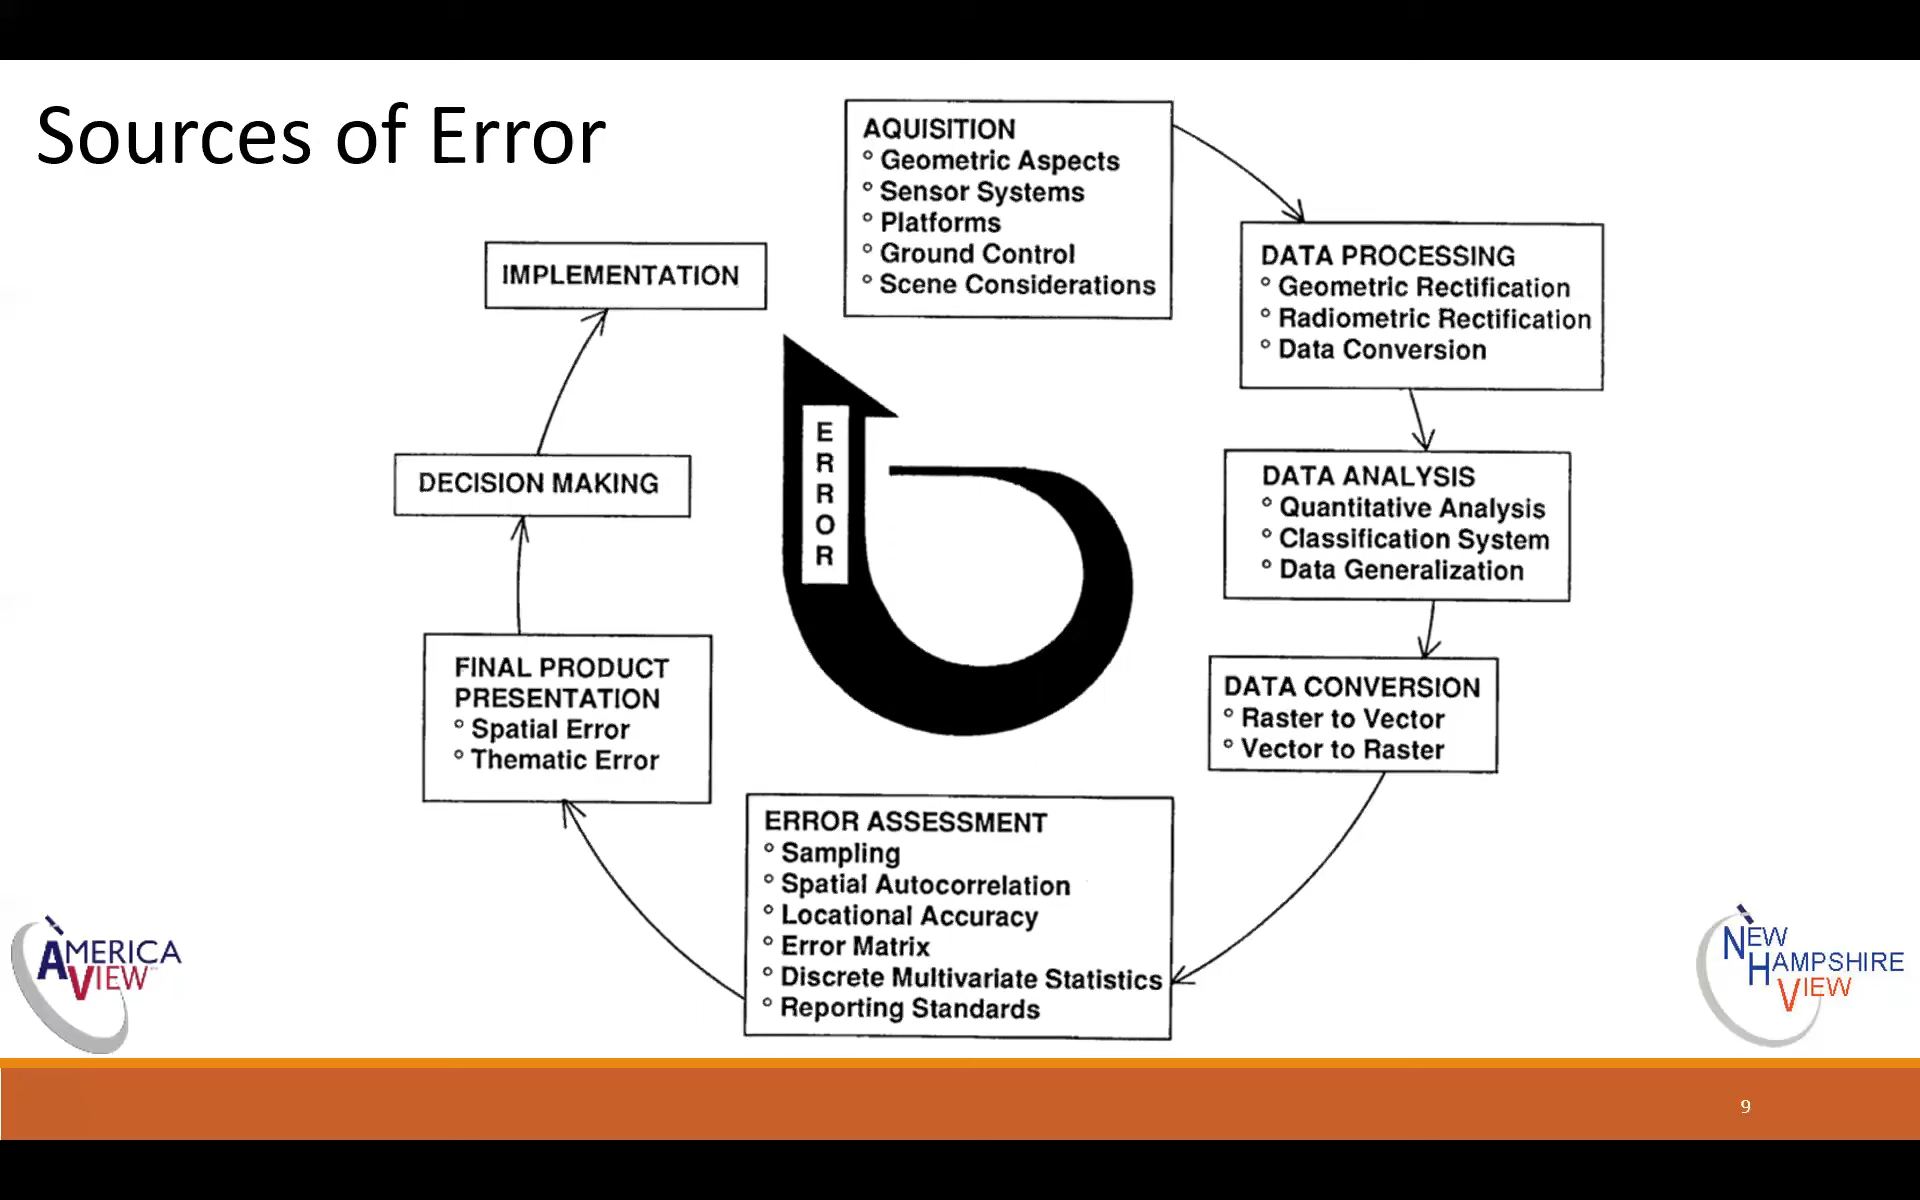 Sources of Error
AQUISITION
° Geometric Aspects
° Sensor Systems
° Platforms
° Ground Control
° Scene Considerations
DATA PROCESSING
° Geometric Rectification
° Radiometric Rectification
° Data Conversion
DATA ANALYSIS
° Quantitative Analysis
° Classification System
° Data Generalization
DATA CONVERSION
° Raster to Vector
° Vector to Raster
ERROR ASSESSMENT
° Sampling
° Spatial Autocorrelation
° Locational Accuracy
° Error Matrix
° Discrete Multivariate Statistics
° Reporting Standards
FINAL PRODUCT
PRESENTATION
° Spatial Error
° Thematic Error
DECISION MAKING
IMPLEMENTATION
ERROR
AMERICA
VIEW
NEW
HAMPSHIRE
VIEW
9